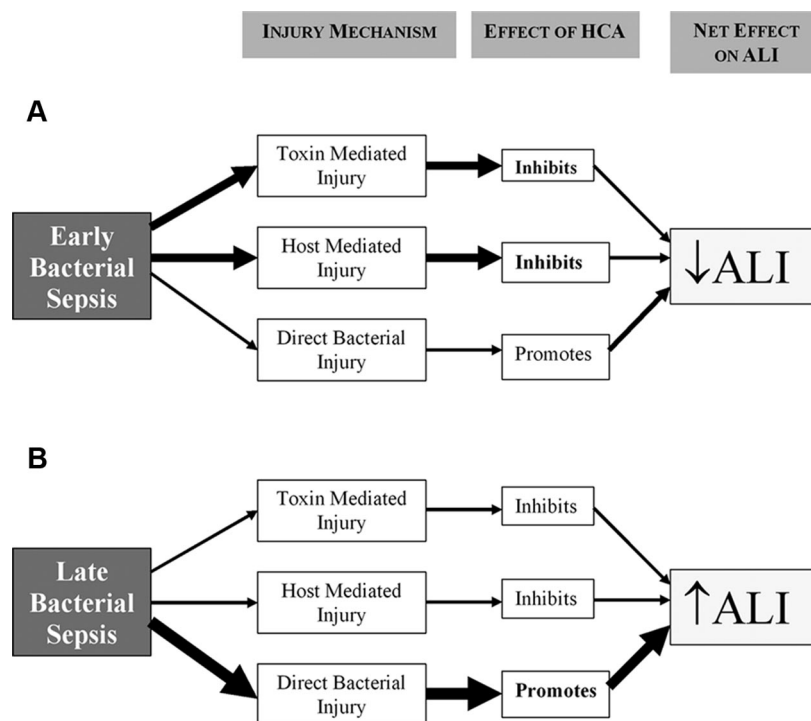 INJURY MECHANISM
EFFECT OF HCA
NET EFFECT
ON ALI
A
Early
Bacterial
Sepsis
Toxin Mediated
Injury
Inhibits
Host Mediated
Injury
Inhibits
Direct Bacterial
Injury
Promotes
↓ALI
B
Late
Bacterial
Sepsis
Toxin Mediated
Injury
Inhibits
Host Mediated
Injury
Inhibits
Direct Bacterial
Injury
Promotes
↑ALI